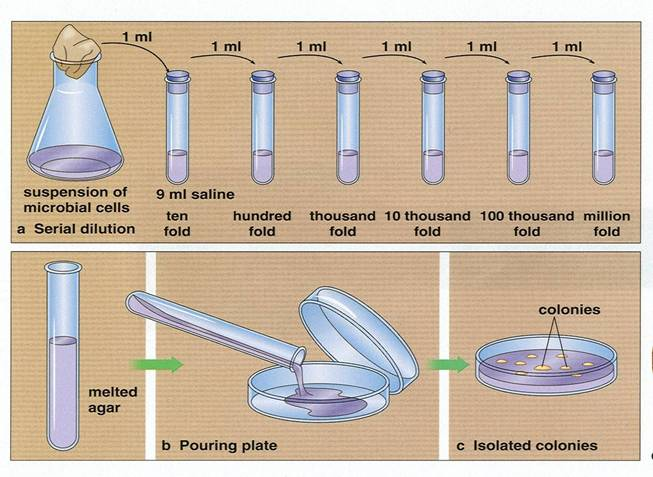 1 ml
1 ml
1 ml
1 ml
1 ml
1 ml
suspension of
microbial cells
9 ml saline
a Serial dilution
ten
fold
hundred
fold
thousand
fold
10 thousand
fold
100 thousand
fold
million
fold
melted
agar
b Pouring plate
colonies
c Isolated colonies